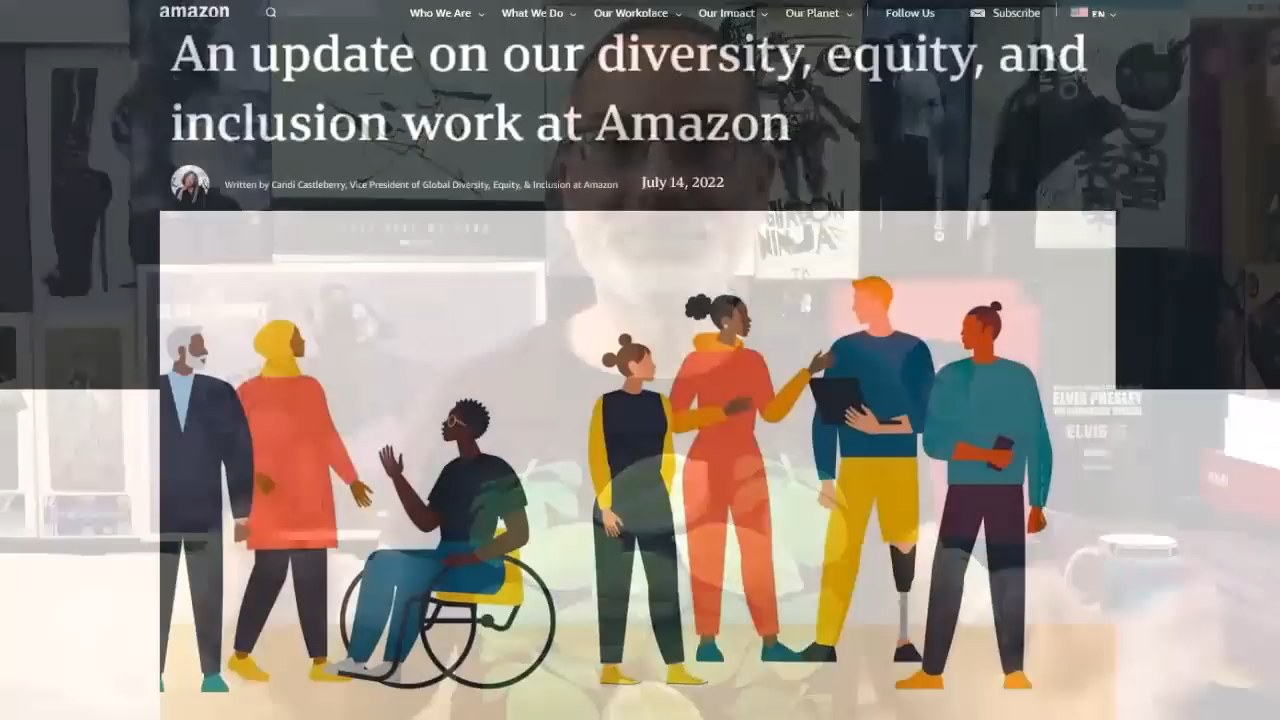 amazon
Who We Are
What We Do
Our Workplace
Our Impact
Our Planet
Follow Us
Subscribe
EN
An update on our diversity, equity, and
inclusion work at Amazon
Written by Candi Castleberry, Vice President of Global Diversity, Equity, & Inclusion at Amazon
July 14, 2022
ELVIS PRESLEY
ELVIS